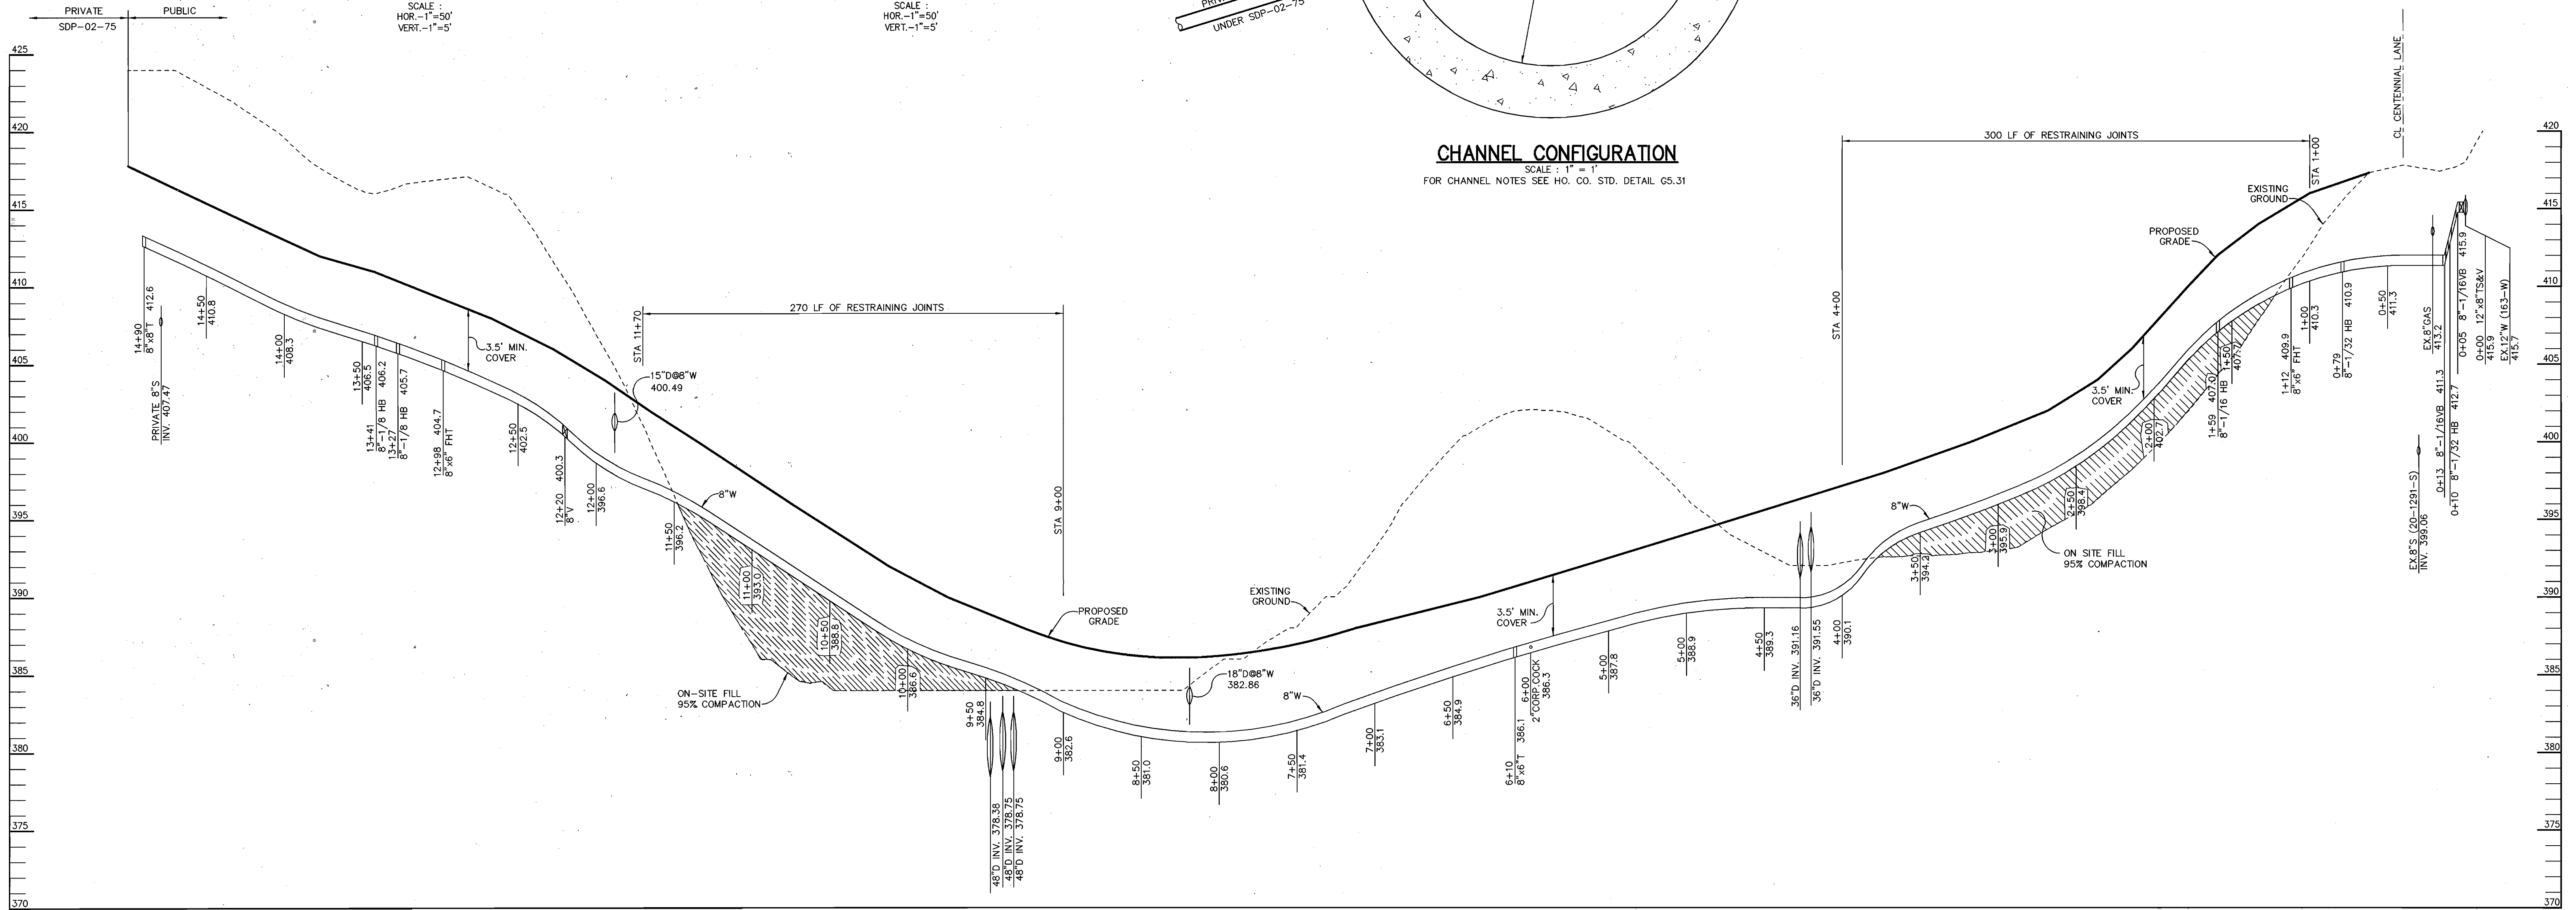 PRIVATE
PUBLIC
SDP-02-75
SCALE :
HOR.-1"=50'
VERT.-1"=5'
SCALE :
HOR.-1"=50'
VERT.-1"=5'
UNDER SDP-02-75
CL CENTENNIAL LANE
CHANNEL CONFIGURATION
SCALE : 1" = 1'
FOR CHANNEL NOTES SEE HO. CO. STD. DETAIL G5.31
425
420
415
410
405
400
395
390
385
380
375
370
14+90
8"x8"T 412.6
PRIVATE 8"S
INV. 407.47
14+50
410.8
14+00
408.3
13+50
406.5
13+41
8"-1/8 HB 406.2
13+27
8"-1/8 HB 405.7
12+98 404.7
8"x6" FHT
3.5' MIN.
COVER
12+50
402.5
12+20 400.3
8"V
12+00
396.6
15"D@8"W
400.49
STA 11+70
270 LF OF RESTRAINING JOINTS
STA 9+00
11+50
396.2
8"W
11+00
393.0
10+50
388.8
10+00
386.6
ON-SITE FILL
95% COMPACTION
9+50
384.8
48"D INV. 378.38
48"D INV. 378.75
48"D INV. 378.75
9+00
382.6
PROPOSED
GRADE
8+50
381.0
18"D@8"W
382.86
8+00
380.6
EXISTING
GROUND
7+50
381.4
8"W
7+00
383.1
6+50
384.9
6+10
8"x6"T 386.1
6+00
2"CORP.COCK
386.3
3.5' MIN.
COVER
5+00
387.8
5+00
388.9
4+50
389.3
36"D INV. 391.16
36"D INV. 391.55
4+00
390.1
STA 4+00
300 LF OF RESTRAINING JOINTS
STA 1+00
8"W
3+50
394.2
3+00
395.9
ON SITE FILL
95% COMPACTION
2+50
398.4
3.5' MIN.
COVER
2+00
402.7
PROPOSED
GRADE
EXISTING
GROUND
1+59 407.0
8"-1/16 HB
1+50
407.7
1+12 409.9
8"x6" FHT
1+00
410.3
0+79
8"-1/32 HB 410.9
0+50
411.3
EX.8"GAS
413.2
EX.8"S (20-1291-S)
INV. 399.06
0+13 8"-1/16VB 411.3
0+10 8"-1/32 HB 412.7
0+05 8"-1/16VB 415.9
0+00 12"x8"TS&V
415.9
EX.12"W (163-W)
415.7
420
415
410
405
400
395
390
385
380
375
370